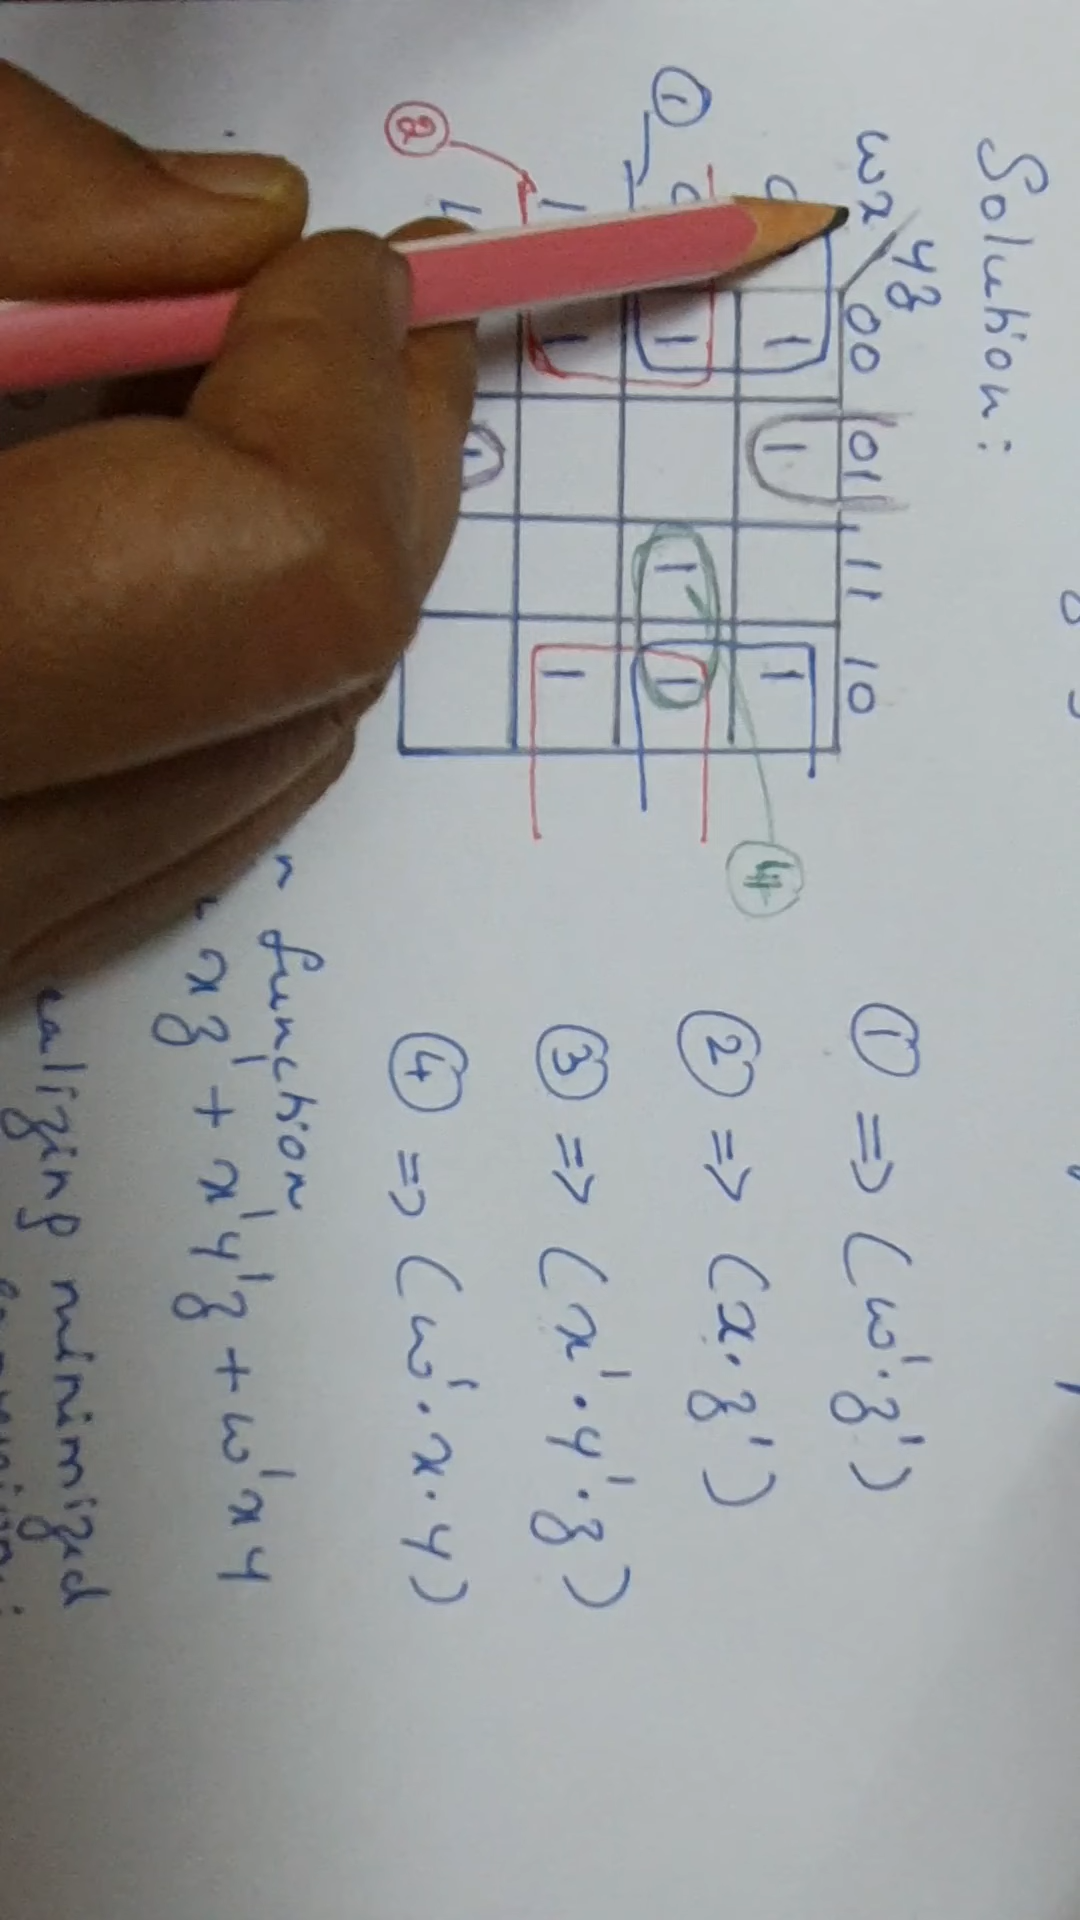 Solution:
yz
wx
00 01 11 10
1 1 1
① 1 1 1
1 1
②
④
① => (w'.z')
② => (x.z')
③ => (x'.y'.z)
④ => (w'.x.y)
function
xz' + x'y'z + w'xy
minimized